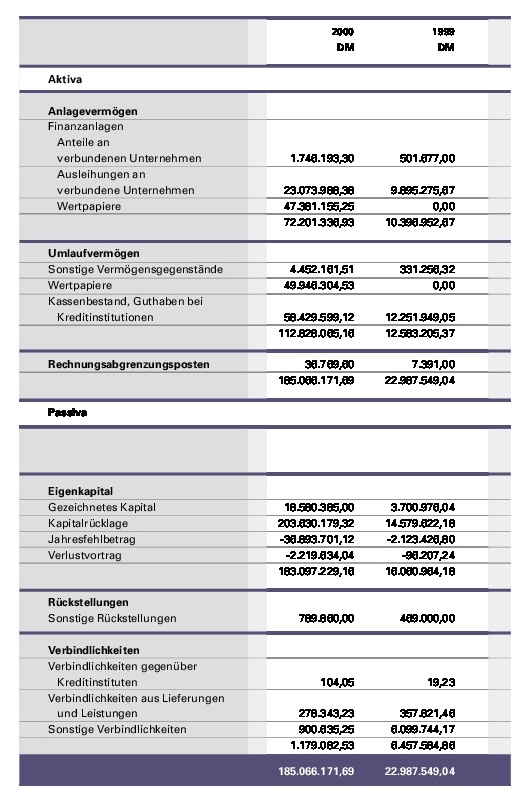 2000 1999
DM DM
Aktiva
Anlagevermögen
Finanzanlagen
Anteile an
verbundenen Unternehmen 1.746.193,30 501.677,00
Ausleihungen an
verbundene Unternehmen 23.073.988,38 9.895.275,67
Wertpapiere 47.381.155,25 0,00
72.201.336,93 10.396.952,67
Umlaufvermögen
Sonstige Vermögensgegenstände 4.452.161,51 331.256,32
Wertpapiere 49.946.304,53 0,00
Kassenbestand, Guthaben bei
Kreditinstitutionen 58.429.599,12 12.251.949,05
112.828.065,16 12.583.205,37
Rechnungsabgrenzungsposten 36.769,60 7.391,00
185.066.171,69 22.987.549,04
Passiva
Eigenkapital
Gezeichnetes Kapital 18.580.385,00 3.700.976,04
Kapitalrücklage 203.630.179,32 14.579.622,18
Jahresfehlbetrag -36.893.701,12 -2.123.426,80
Verlustvortrag -2.219.634,04 -96.207,24
183.097.229,16 16.060.964,18
Rückstellungen
Sonstige Rückstellungen 789.860,00 469.000,00
Verbindlichkeiten
Verbindlichkeiten gegenüber
Kreditinstituten 104,05 19,23
Verbindlichkeiten aus Lieferungen
und Leistungen 278.343,23 357.821,46
Sonstige Verbindlichkeiten 900.635,25 6.099.744,17
1.179.082,53 6.457.584,86
185.066.171,69 22.987.549,04